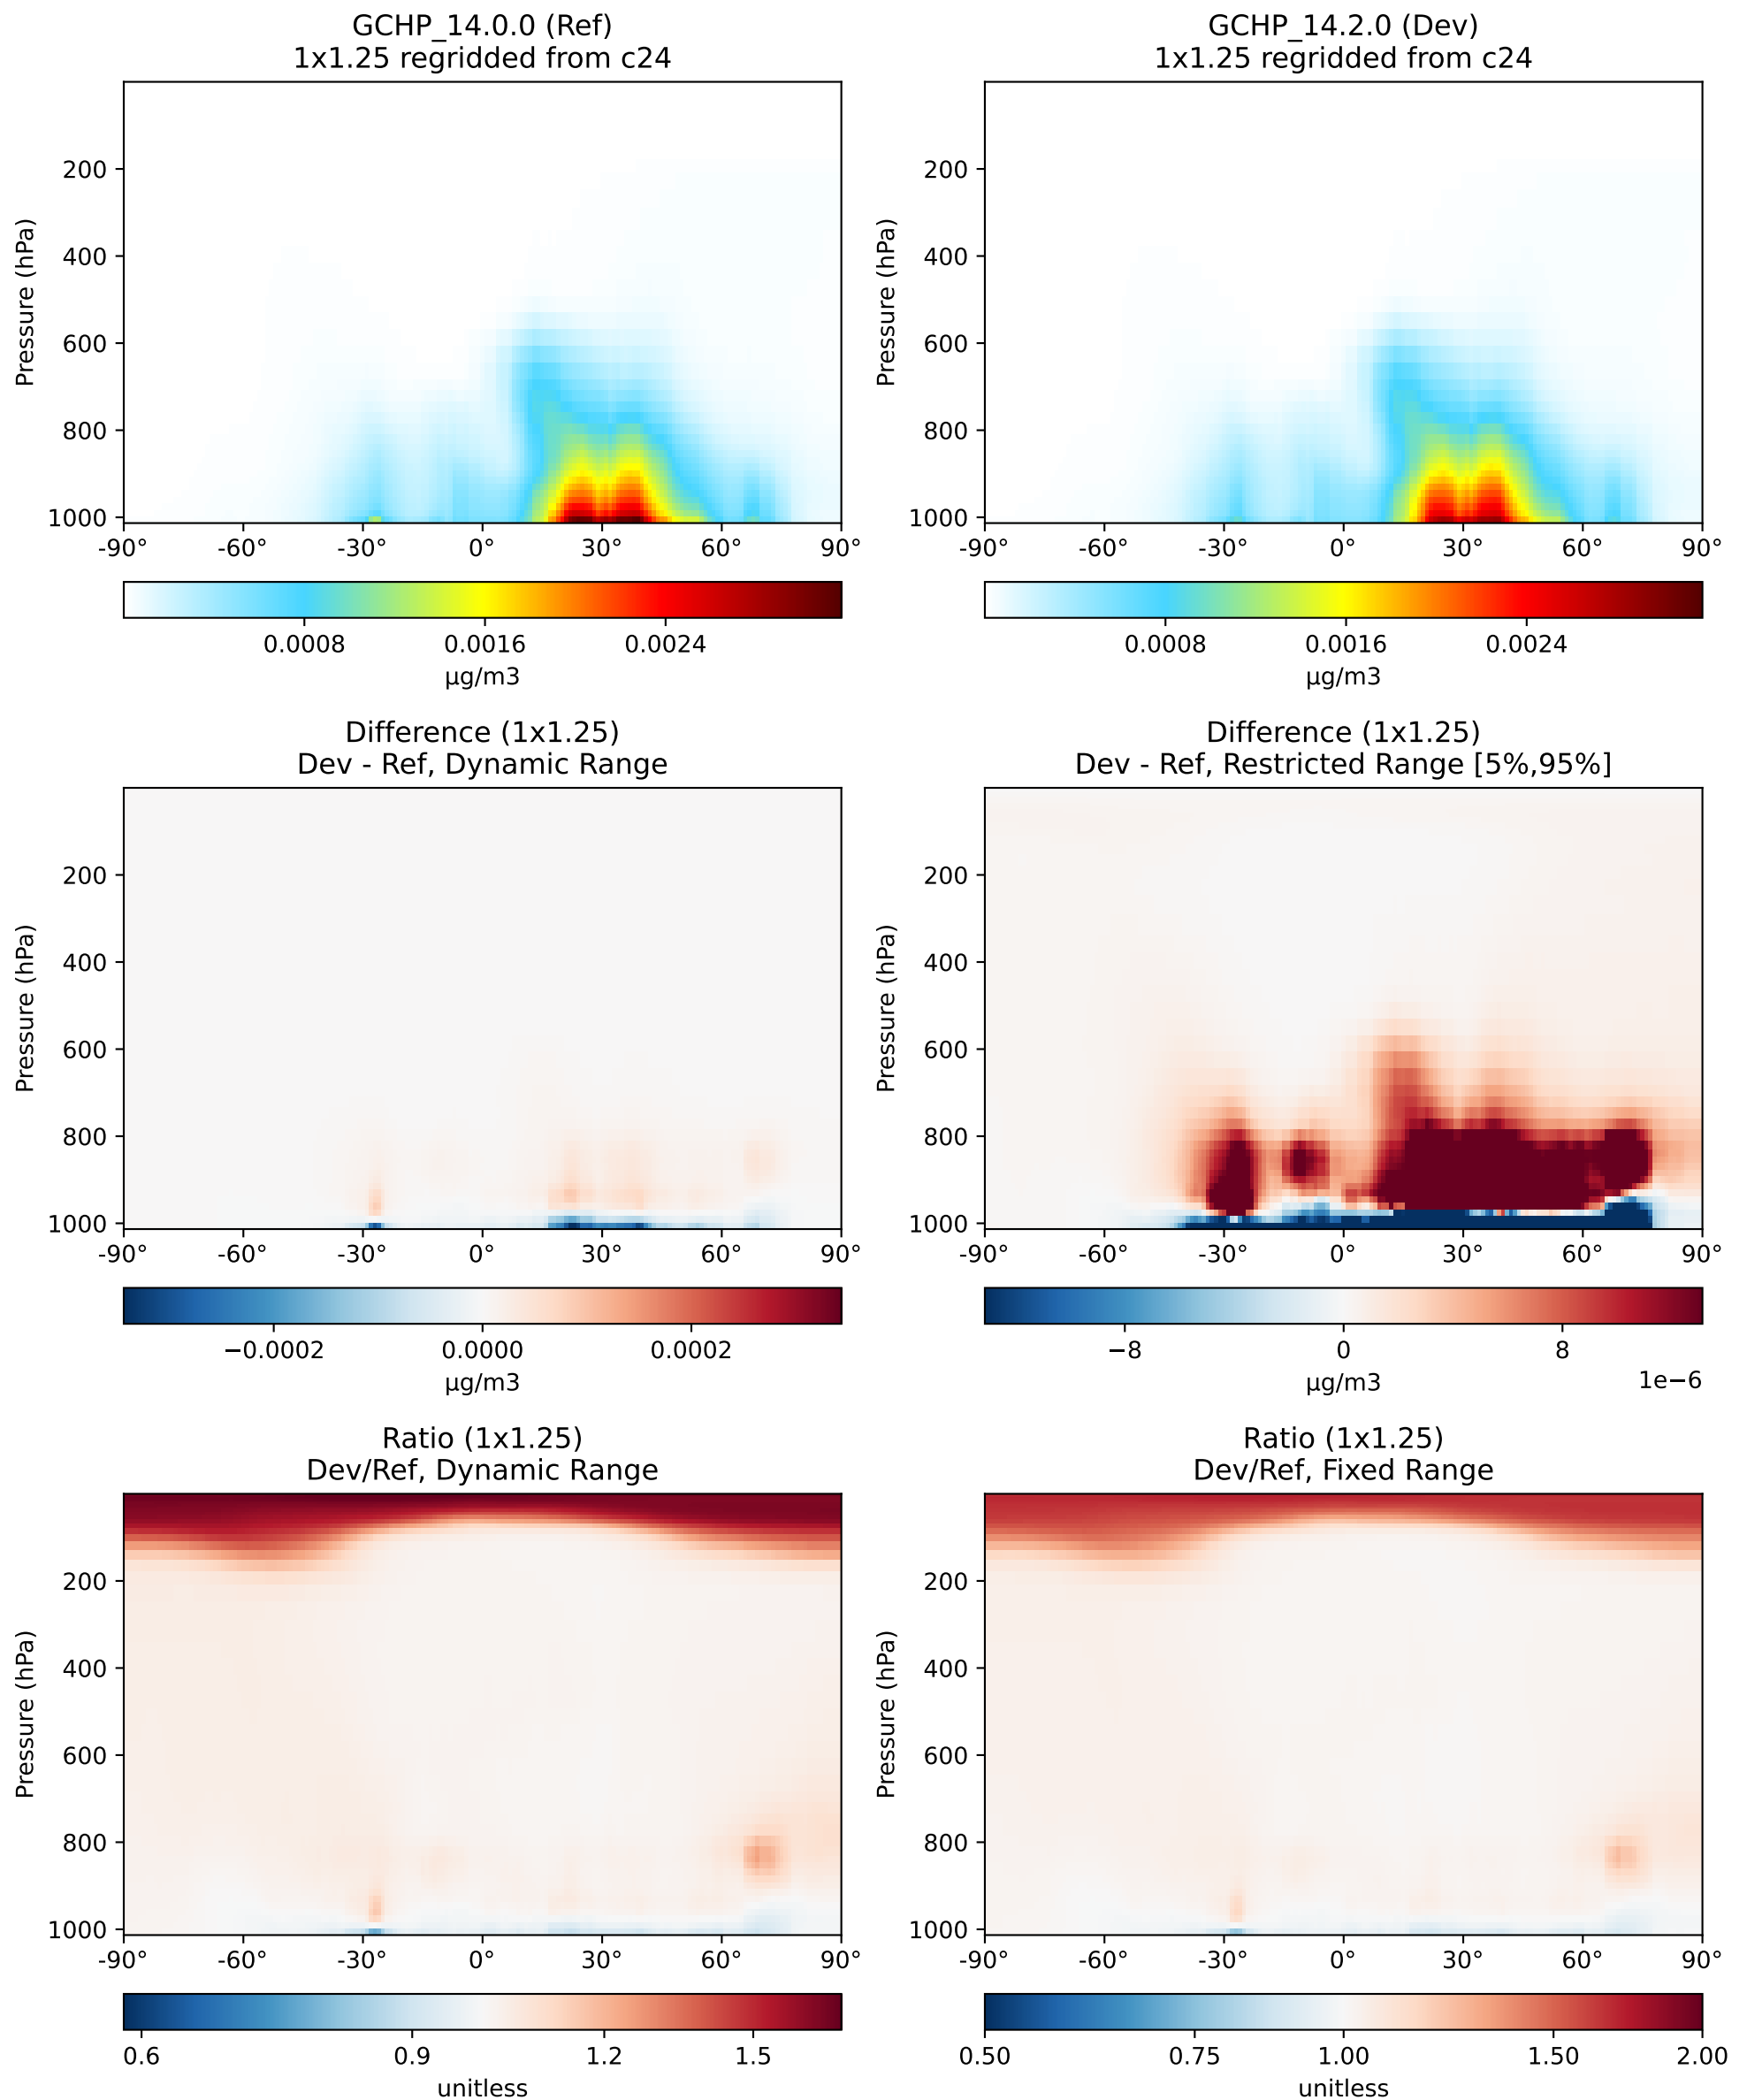 GCHP_14.0.0 (Ref)
1x1.25 regridded from c24
Pressure (hPa)
200
400
600
800
1000
-90° -60° -30° 0° 30° 60° 90°
0.0008 0.0016 0.0024
µg/m3
GCHP_14.2.0 (Dev)
1x1.25 regridded from c24
Pressure (hPa)
200
400
600
800
1000
-90° -60° -30° 0° 30° 60° 90°
0.0008 0.0016 0.0024
µg/m3
Difference (1x1.25)
Dev - Ref, Dynamic Range
Pressure (hPa)
200
400
600
800
1000
-90° -60° -30° 0° 30° 60° 90°
−0.0002 0.0000 0.0002
µg/m3
Difference (1x1.25)
Dev - Ref, Restricted Range [5%,95%]
Pressure (hPa)
200
400
600
800
1000
-90° -60° -30° 0° 30° 60° 90°
−8 0 8
µg/m3
1e−6
Ratio (1x1.25)
Dev/Ref, Dynamic Range
Pressure (hPa)
200
400
600
800
1000
-90° -60° -30° 0° 30° 60° 90°
0.6 0.9 1.2 1.5
unitless
Ratio (1x1.25)
Dev/Ref, Fixed Range
Pressure (hPa)
200
400
600
800
1000
-90° -60° -30° 0° 30° 60° 90°
0.50 0.75 1.00 1.50 2.00
unitless